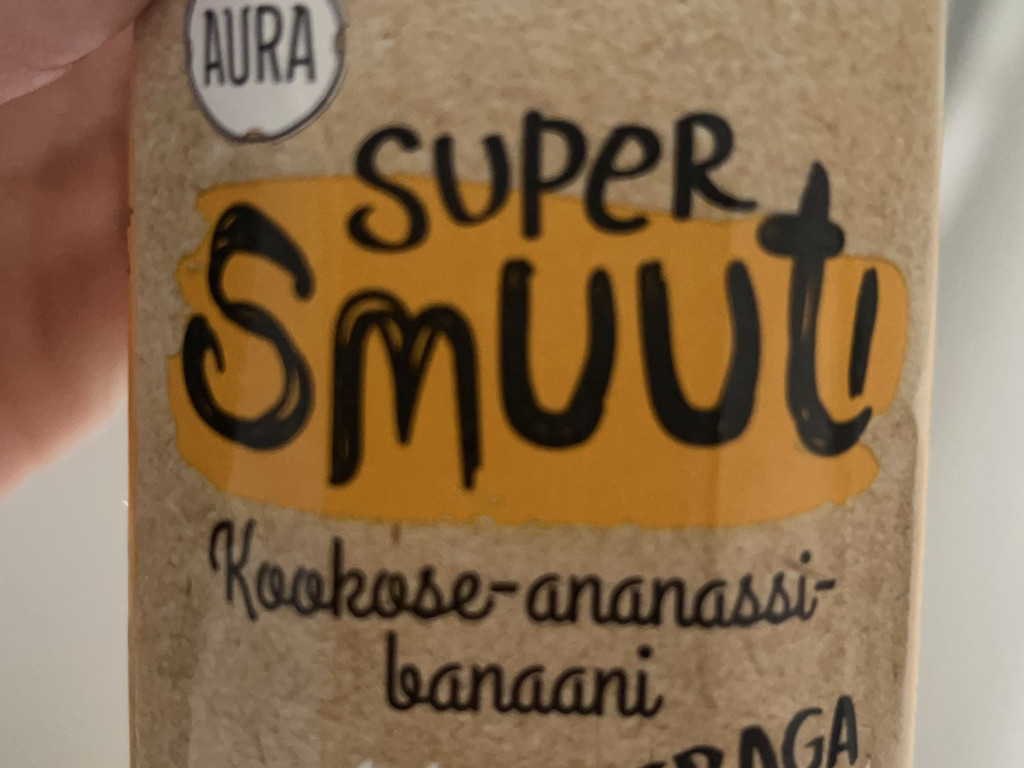 AURA
SUPER
Smuuti
Kookose-ananassi-
banaani